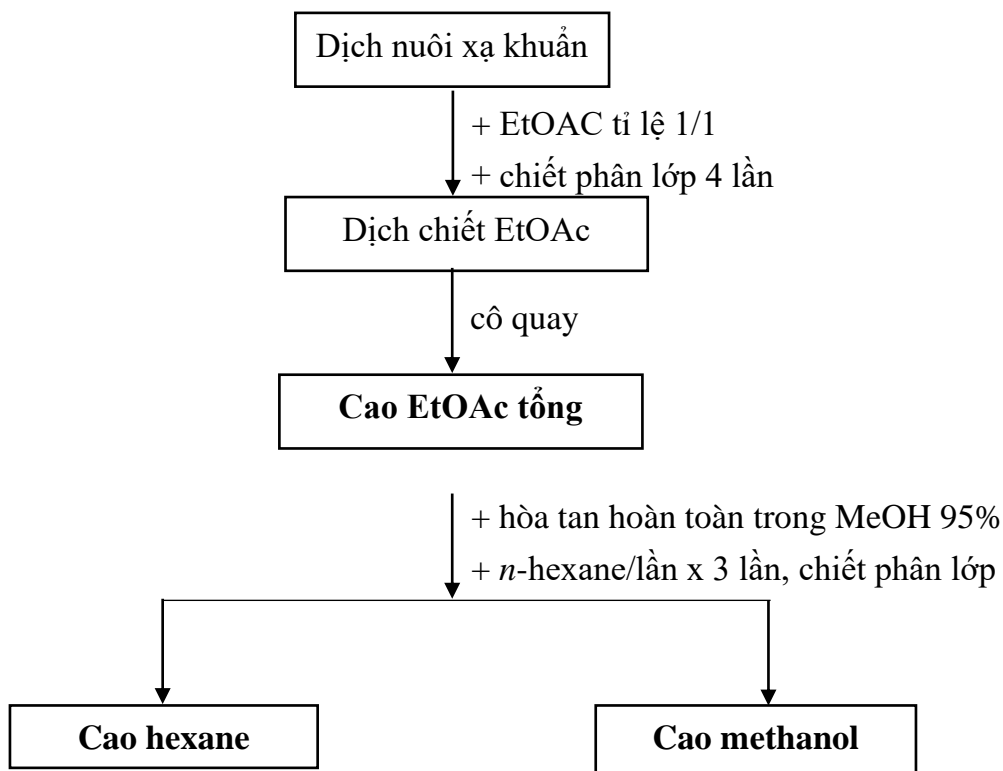 Dịch nuôi xạ khuẩn
+ EtOAC tỉ lệ 1/1
+ chiết phân lớp 4 lần
Dịch chiết EtOAc
cô quay
Cao EtOAc tổng
+ hòa tan hoàn toàn trong MeOH 95%
+ n-hexane/lần x 3 lần, chiết phân lớp
Cao hexane
Cao methanol